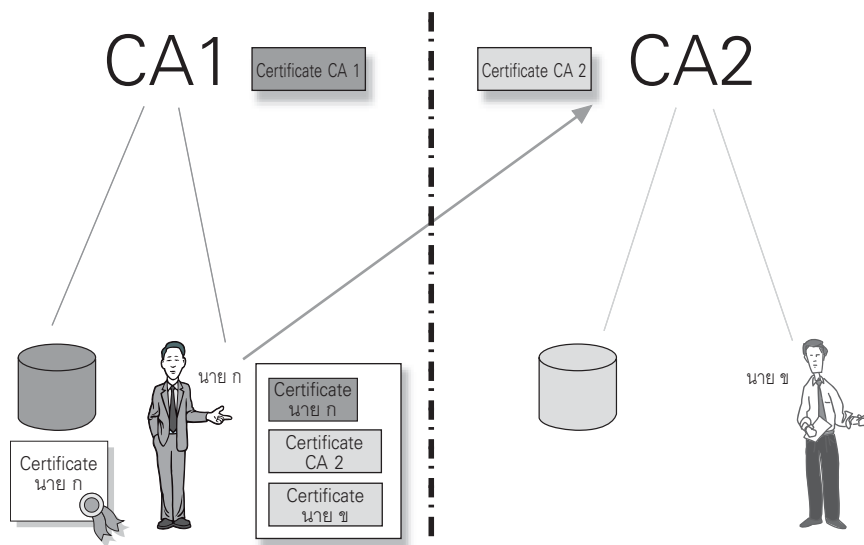 CA1
Certificate CA 1
Certificate CA 2
CA2
นาย ก
นาย ข
Certificate
นาย ก
Certificate
นาย ก
Certificate
CA 2
Certificate
นาย ข